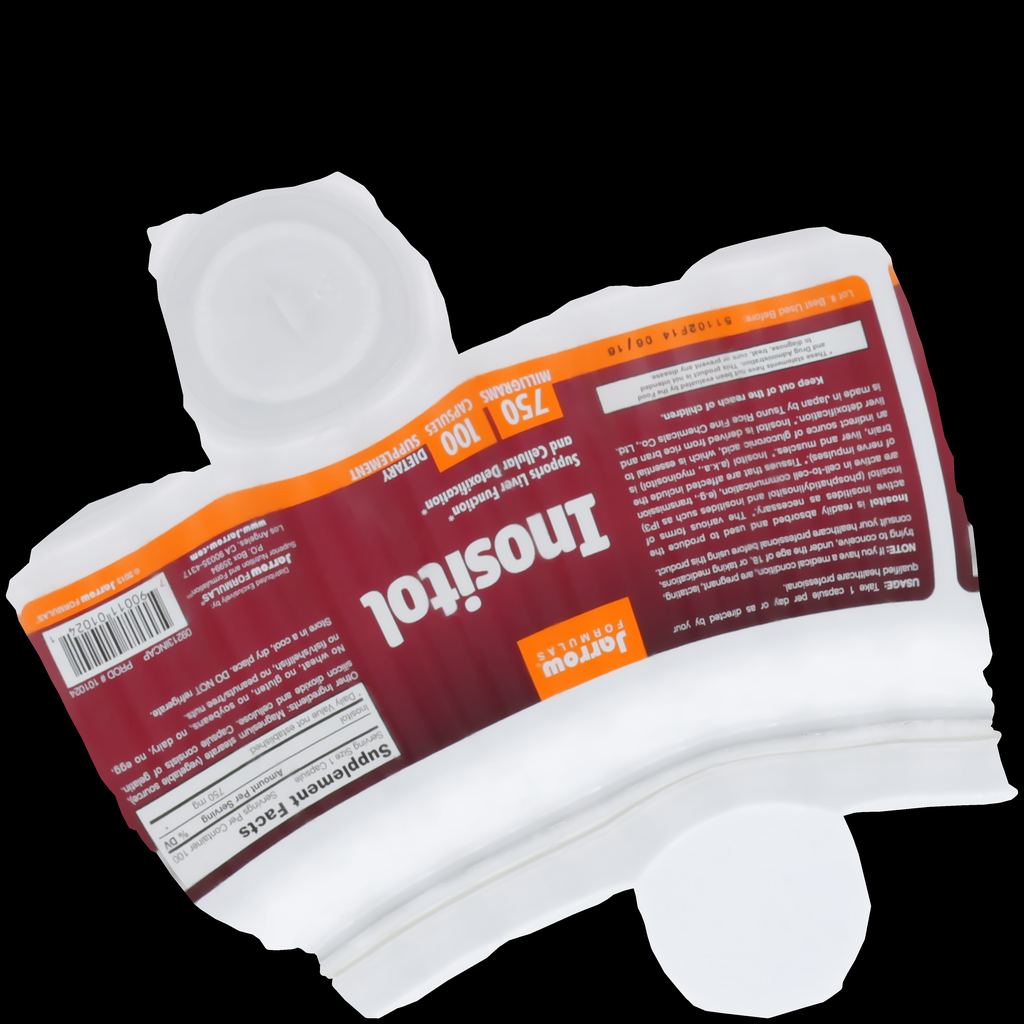 Jarrow
FORMULAS®
Inositol
Supports Liver Function*
and Cellular Detoxification*
750
MILLIGRAMS
100
CAPSULES
DIETARY
SUPPLEMENT
USAGE: Take 1 capsule per day or as directed by your
qualified healthcare professional.
NOTE: If you have a medical condition, are pregnant, lactating,
trying to conceive, under the age of 18, or taking medications,
consult your healthcare professional before using this product.
Inositol is readily absorbed and used to produce the various
active inositides as necessary.* The forms of
inositol (phosphatidylinositol and inositides such as IP3)
are active in cell-to-cell communication, (e.g., transmission
of nerve impulses).* Tissues that are affected include the
brain, liver and muscles.* Inositol (a.k.a. myoinositol) is
an indirect source of glucuronic acid, which is essential to
liver detoxification.* Inositol is derived from rice bran and
is made in Japan by Tsuno Rice Fine Chemicals Co., Ltd.
Keep out of the reach of children.
* These statements have not been evaluated by the Food
and Drug Administration. This product is not intended
to diagnose, treat, cure, or prevent any disease.
Lot # Best Used Before:
51102F14 06/16
Supplement Facts
Serving Size 1 Capsule
Servings Per Container 100
Amount Per Serving % DV
Inositol 750 mg *
* Daily Value not established.
Other Ingredients: Magnesium stearate (vegetable source),
silicon dioxide and cellulose. Capsule consists of gelatin.
No wheat, no gluten, no soybeans, no dairy, no egg,
no fish/shellfish, no peanuts/tree nuts.
Store in a cool, dry place. DO NOT refrigerate.
Distributed Exclusively by:
Jarrow FORMULAS®
Superior Nutrition and Formulation®
P.O. Box 35994
Los Angeles, CA 90035-4317
www.Jarrow.com
09213INCAP PROD # 101024
7 90011 01024 1
© 2013 Jarrow FORMULAS®